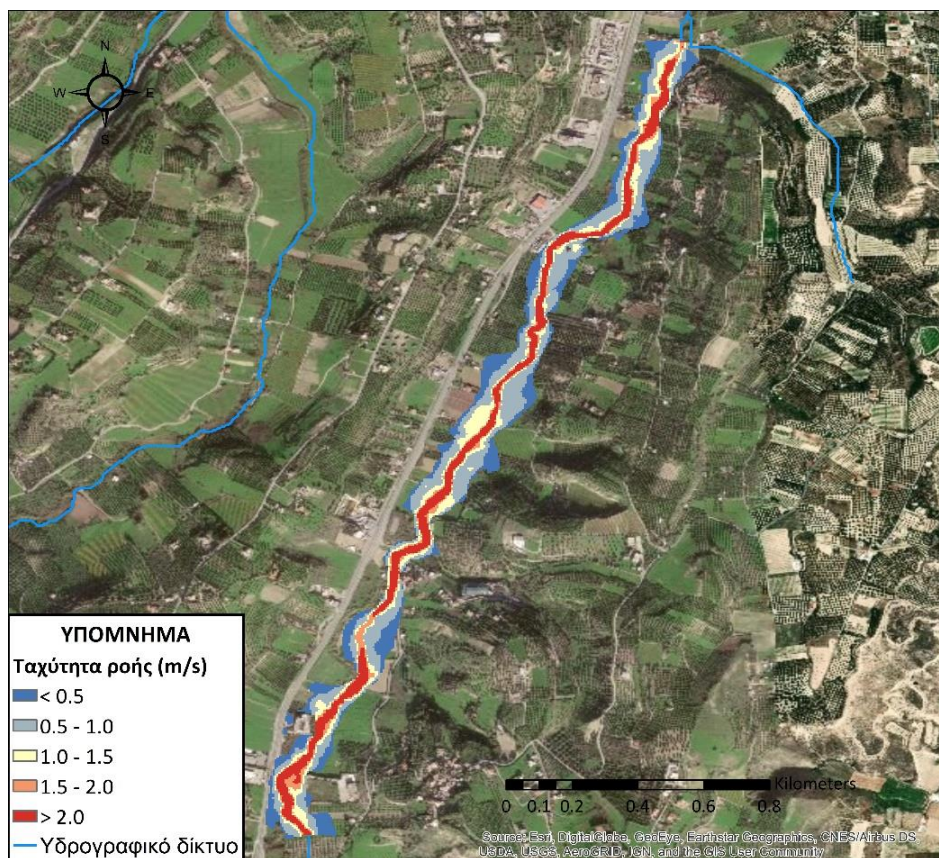 N
W E
S
ΥΠΟΜΝΗΜΑ
Ταχύτητα ροής (m/s)
< 0.5
0.5 - 1.0
1.0 - 1.5
1.5 - 2.0
> 2.0
Υδρογραφικό δίκτυο
Kilometers
0 0.1 0.2 0.4 0.6 0.8
Source: Esri, DigitalGlobe, GeoEye, Earthstar Geographics, CNES/Airbus DS,
USDA, USGS, AeroGRID, IGN, and the GIS User Community